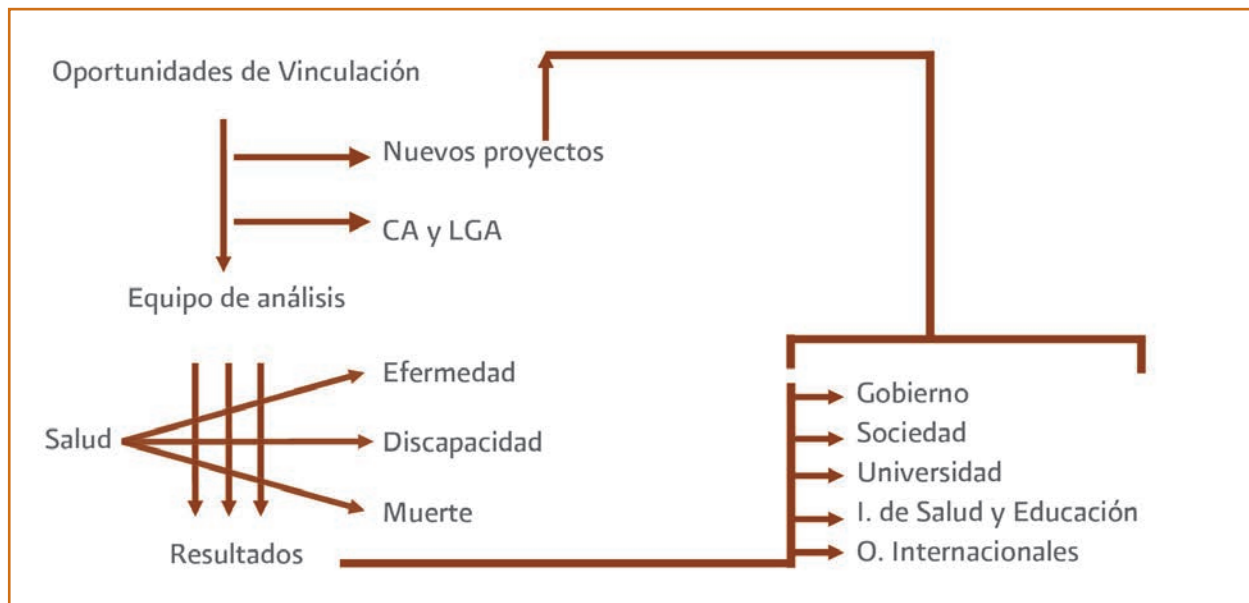 Oportunidades de Vinculación
Nuevos proyectos
CA y LGA
Equipo de análisis
Efermedad
Salud
Discapacidad
Muerte
Resultados
Gobierno
Sociedad
Universidad
I. de Salud y Educación
O. Internacionales